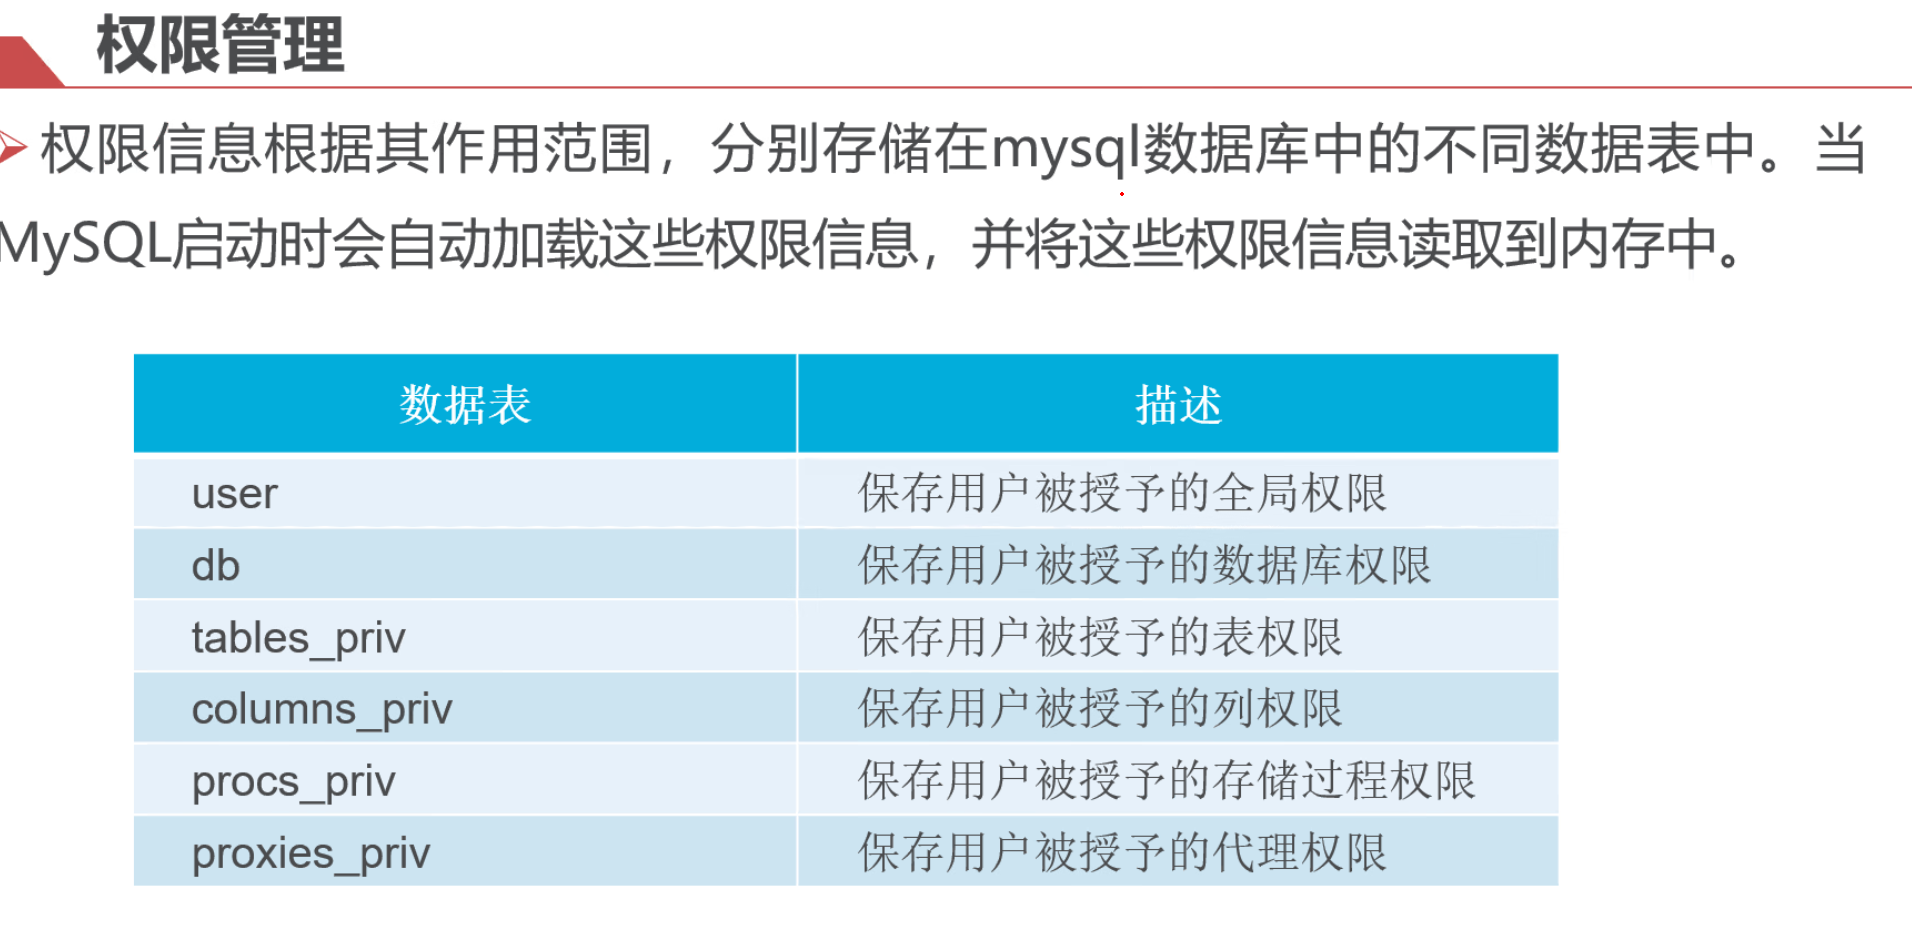 权限管理
权限信息根据其作用范围，分别存储在mysql数据库中的不同数据表中。当
MySQL启动时会自动加载这些权限信息，并将这些权限信息读取到内存中。
数据表 描述
user 保存用户被授予的全局权限
db 保存用户被授予的数据库权限
tables_priv 保存用户被授予的表权限
columns_priv 保存用户被授予的列权限
procs_priv 保存用户被授予的存储过程权限
proxies_priv 保存用户被授予的代理权限